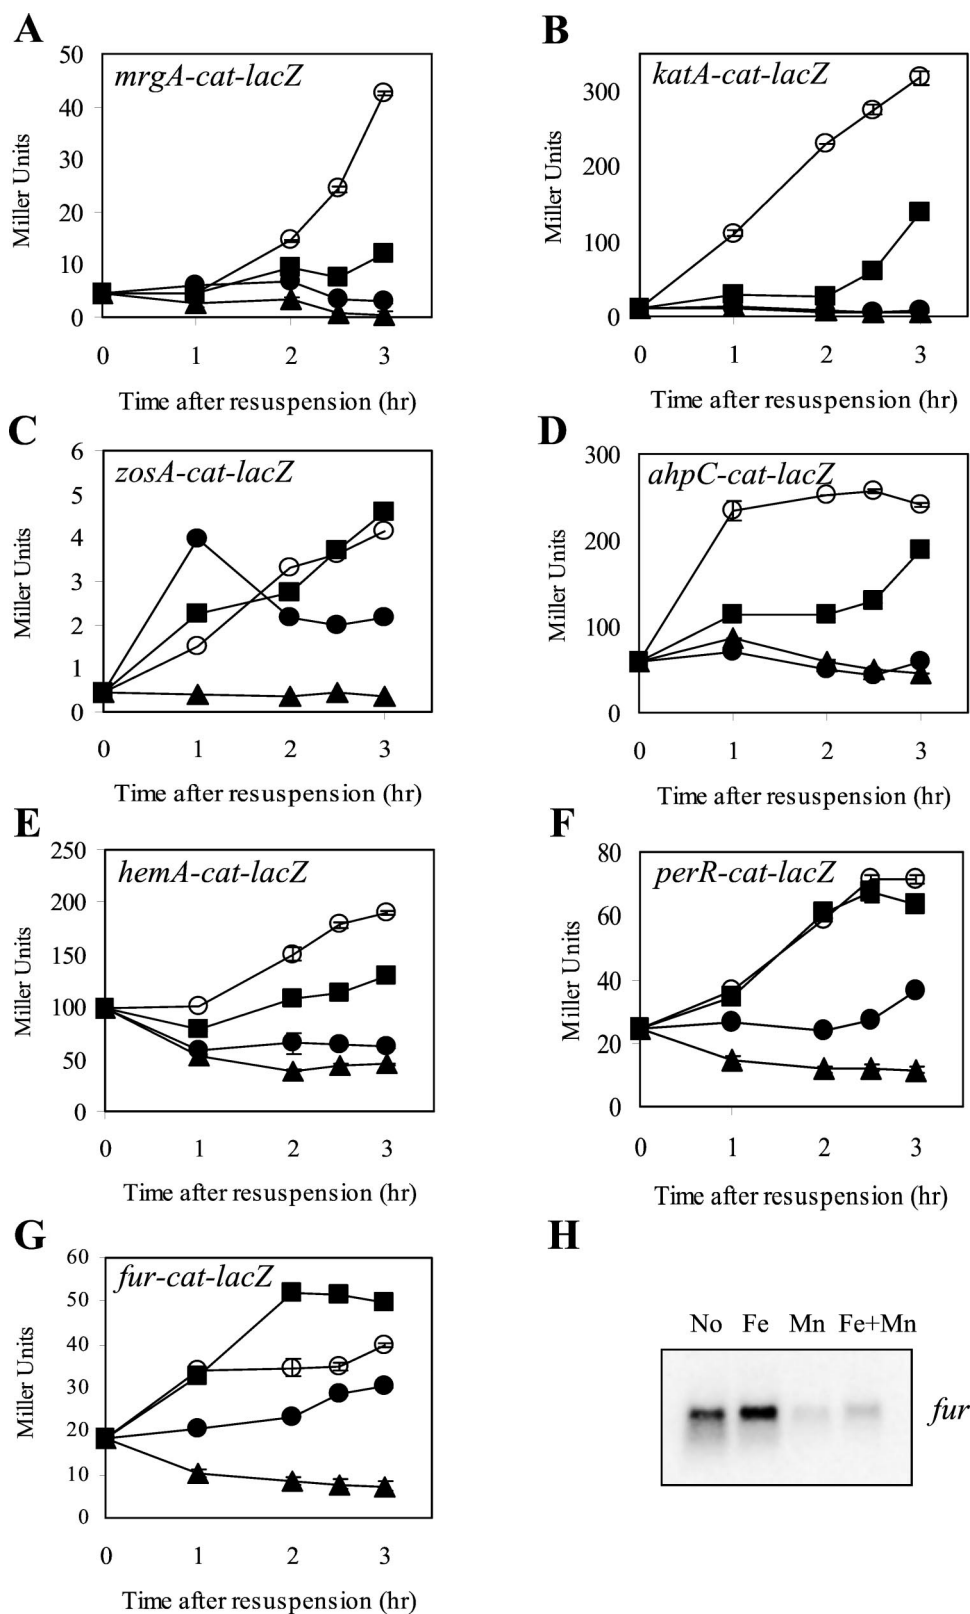 A
mrgA-cat-lacZ
50
40
30
20
10
0
Miller Units
0 1 2 3
Time after resuspension (hr)
B
katA-cat-lacZ
300
200
100
0
Miller Units
0 1 2 3
Time after resuspension (hr)
C
zosA-cat-lacZ
6
5
4
3
2
1
0
Miller Units
0 1 2 3
Time after resuspension (hr)
D
ahpC-cat-lacZ
300
200
100
0
Miller Units
0 1 2 3
Time after resuspension (hr)
E
hemA-cat-lacZ
250
200
150
100
50
0
Miller Units
0 1 2 3
Time after resuspension (hr)
F
perR-cat-lacZ
80
60
40
20
0
Miller Units
0 1 2 3
Time after resuspension (hr)
G
fur-cat-lacZ
60
50
40
30
20
10
0
Miller Units
0 1 2 3
Time after resuspension (hr)
H
No Fe Mn Fe+Mn
fur